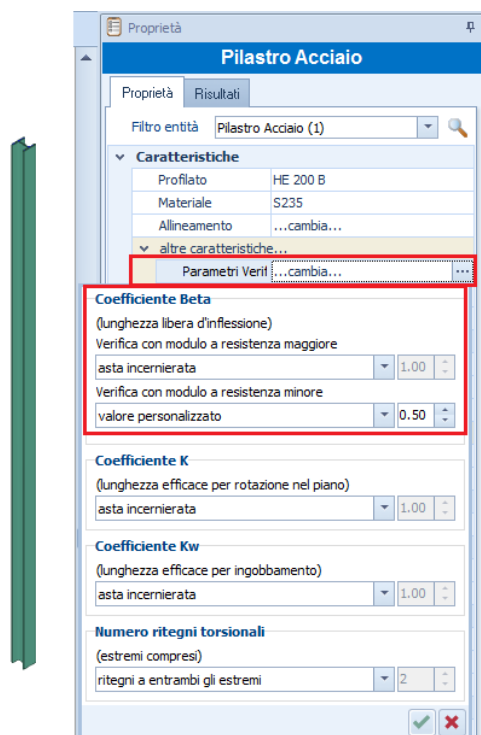 Proprietà
Pilastro Acciaio
Proprietà Risultati
Filtro entità Pilastro Acciaio (1)
Caratteristiche
Profilato HE 200 B
Materiale S235
Allineamento ...cambia...
altre caratteristiche...
Parametri Verif ...cambia... ...
Coefficiente Beta
(lunghezza libera d'inflessione)
Verifica con modulo a resistenza maggiore
asta incernierata 1.00
Verifica con modulo a resistenza minore
valore personalizzato 0.50
Coefficiente K
(lunghezza efficace per rotazione nel piano)
asta incernierata 1.00
Coefficiente Kw
(lunghezza efficace per ingobbamento)
asta incernierata 1.00
Numero ritegni torsionali
(estremi compresi)
ritegni a entrambi gli estremi 2